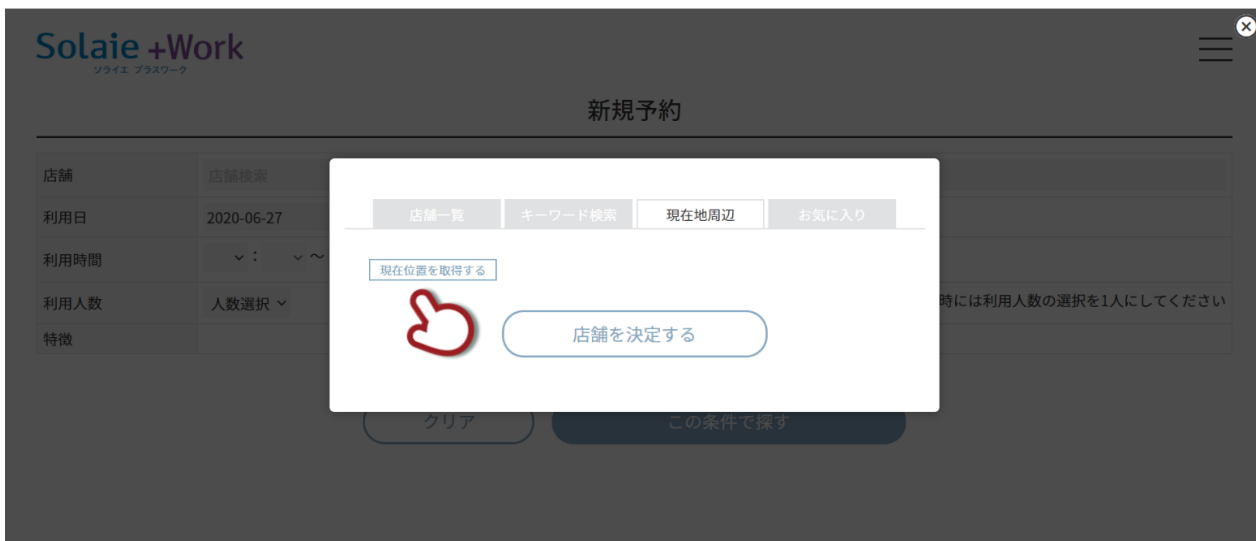 Solaie +Work
ソライエ プラスワーク
新規予約
店舗 店舗検索
利用日 2020-06-27
利用時間 : ～
利用人数 人数選択 時には利用人数の選択を1人にしてください
特徴
店舗一覧 キーワード検索 現在地周辺 お気に入り
現在位置を取得する
店舗を決定する
クリア この条件で探す